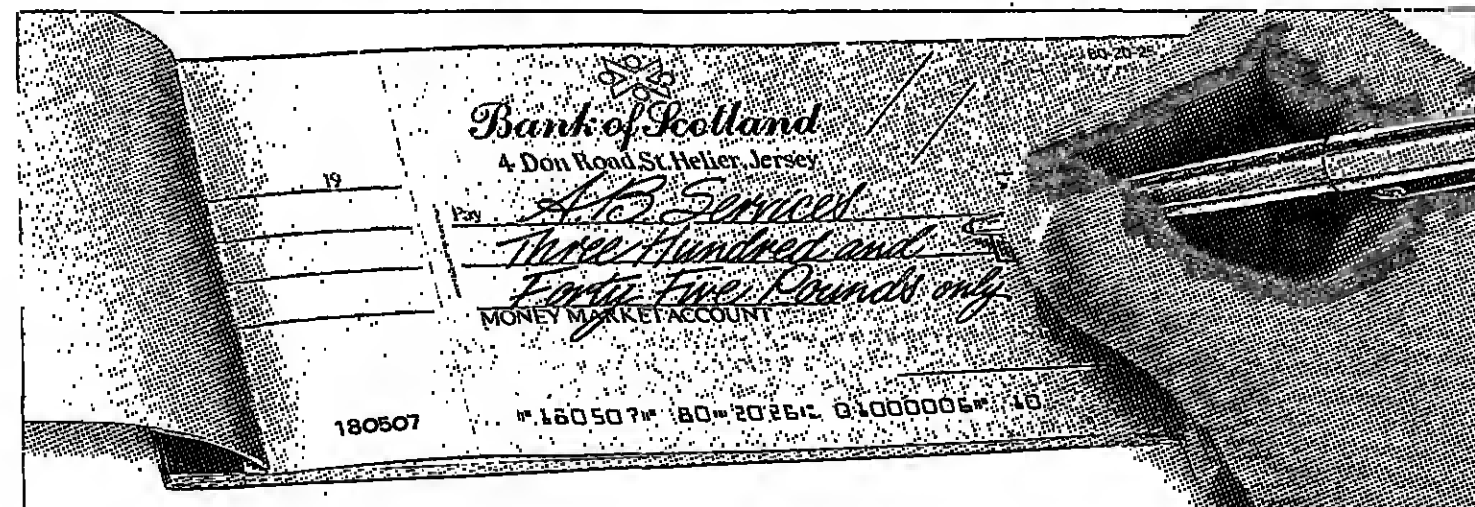 Bank of Scotland
4 Don Road, St. Helier, Jersey
19
Pay A.B. Services
Three Hundred and
Forty Five Pounds only
MONEY MARKET ACCOUNT
180507